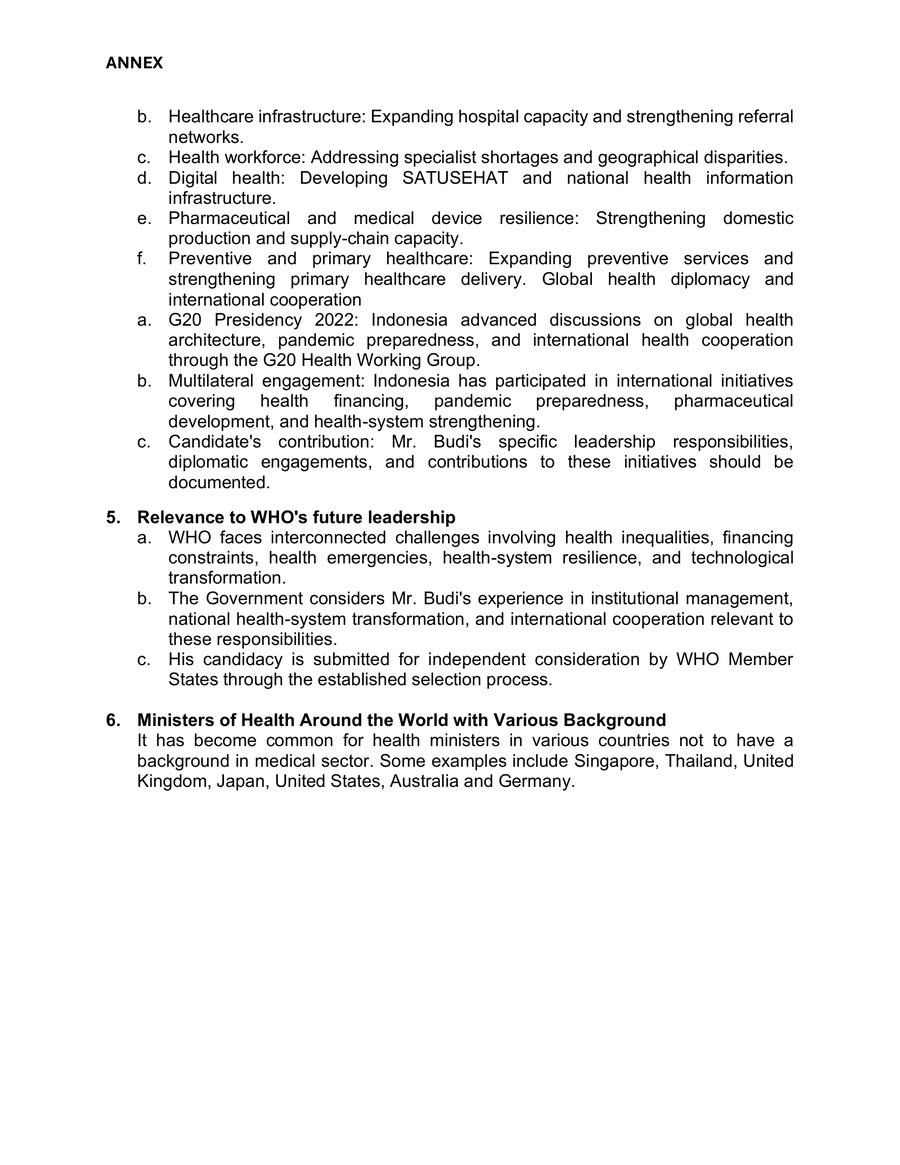 ANNEX
b. Healthcare infrastructure: Expanding hospital capacity and strengthening referral
networks.
c. Health workforce: Addressing specialist shortages and geographical disparities.
d. Digital health: Developing SATUSEHAT and national health information
infrastructure.
e. Pharmaceutical and medical device resilience: Strengthening domestic
production and supply-chain capacity.
f. Preventive and primary healthcare: Expanding preventive services and
strengthening primary healthcare delivery. Global health diplomacy and
international cooperation
a. G20 Presidency 2022: Indonesia advanced discussions on global health
architecture, pandemic preparedness, and international health cooperation
through the G20 Health Working Group.
b. Multilateral engagement: Indonesia has participated in international initiatives
covering health financing, pandemic preparedness, pharmaceutical
development, and health-system strengthening.
c. Candidate's contribution: Mr. Budi's specific leadership responsibilities,
diplomatic engagements, and contributions to these initiatives should be
documented.
5. Relevance to WHO's future leadership
a. WHO faces interconnected challenges involving health inequalities, financing
constraints, health emergencies, health-system resilience, and technological
transformation.
b. The Government considers Mr. Budi's experience in institutional management,
national health-system transformation, and international cooperation relevant to
these responsibilities.
c. His candidacy is submitted for independent consideration by WHO Member
States through the established selection process.
6. Ministers of Health Around the World with Various Background
It has become common for health ministers in various countries not to have a
background in medical sector. Some examples include Singapore, Thailand, United
Kingdom, Japan, United States, Australia and Germany.